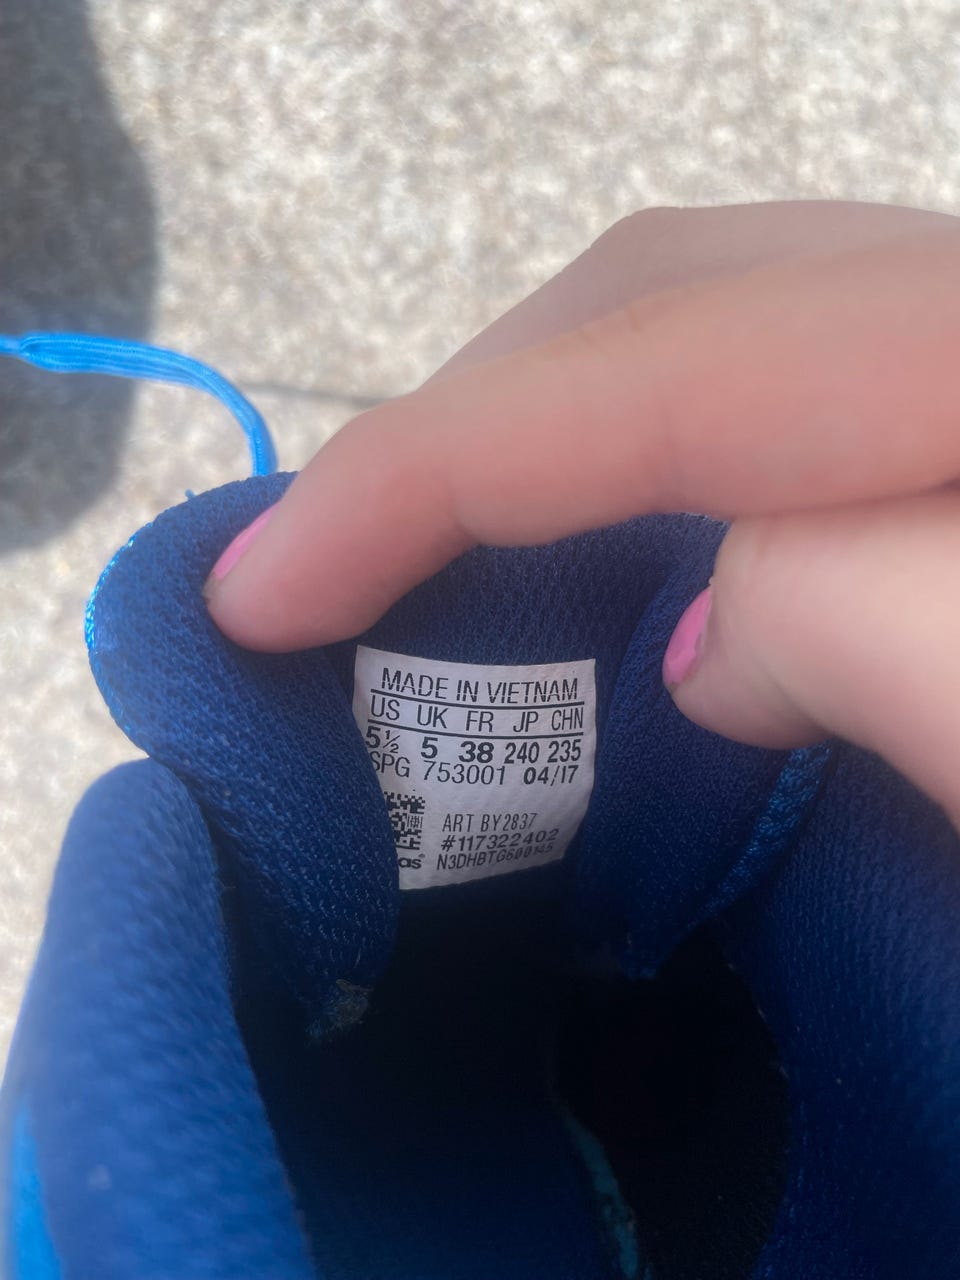 MADE IN VIETNAM
US UK FR JP CHN
5½ 5 38 240 235
SPG 753001 04/17
ART BY2837
#117322402
N3DHBTG600145
as®